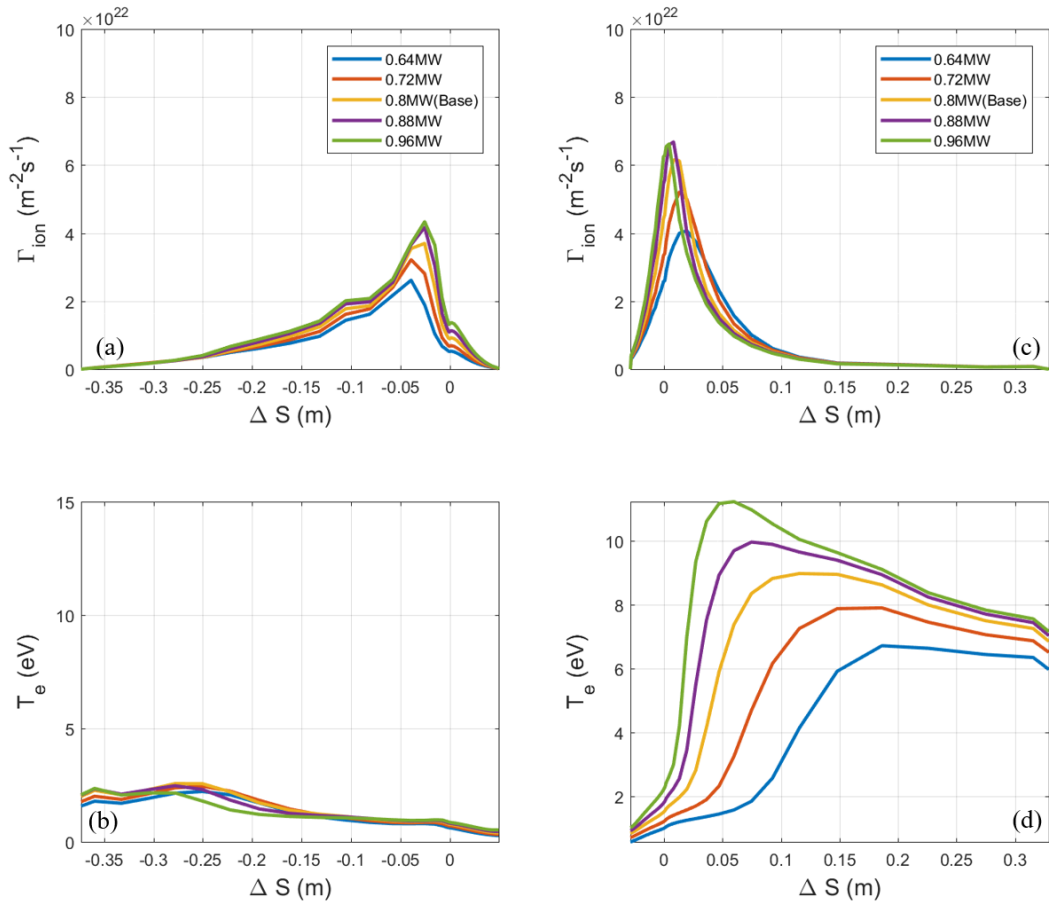 ×10^22
10
8
6
4
2
0
Γ_ion (m^-2 s^-1)
0.64MW
0.72MW
0.8MW(Base)
0.88MW
0.96MW
(a)
-0.35 -0.3 -0.25 -0.2 -0.15 -0.1 -0.05 0
Δ S (m)
×10^22
10
8
6
4
2
0
Γ_ion (m^-2 s^-1)
0.64MW
0.72MW
0.8MW(Base)
0.88MW
0.96MW
(c)
0 0.05 0.1 0.15 0.2 0.25 0.3
Δ S (m)
15
10
5
0
T_e (eV)
(b)
-0.35 -0.3 -0.25 -0.2 -0.15 -0.1 -0.05 0
Δ S (m)
10
8
6
4
2
T_e (eV)
(d)
0 0.05 0.1 0.15 0.2 0.25 0.3
Δ S (m)